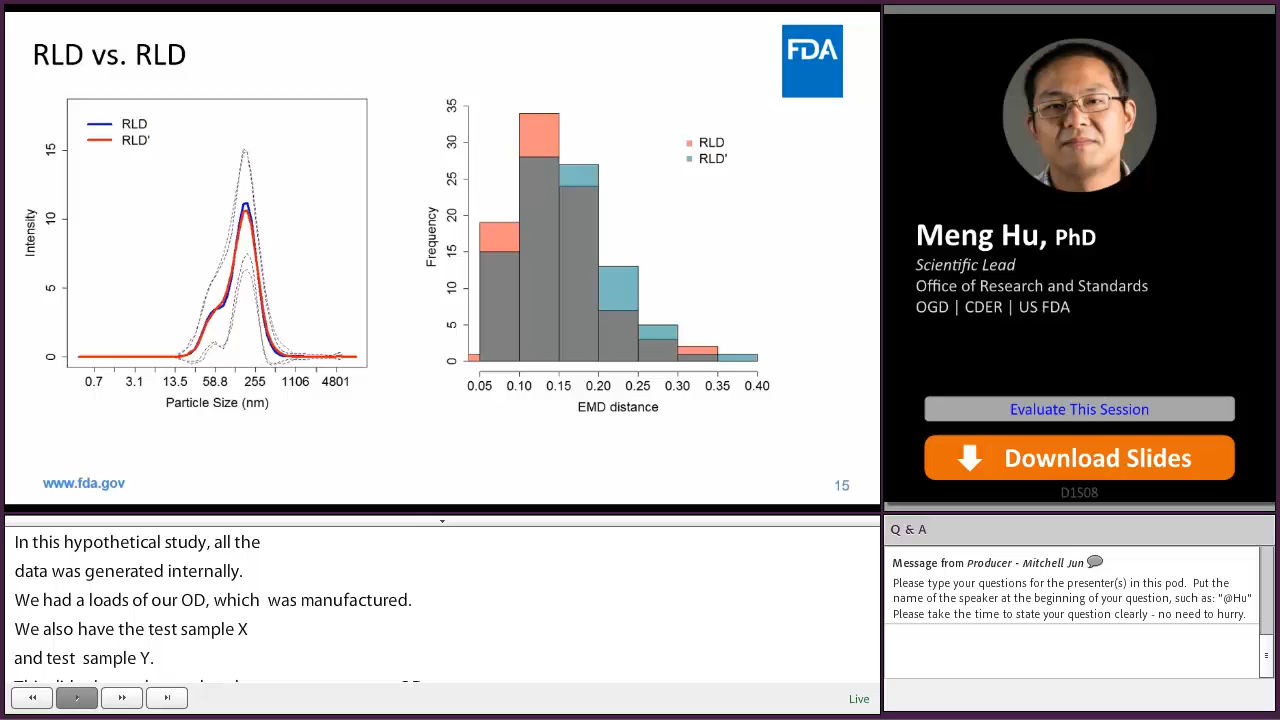 RLD vs. RLD
FDA
RLD
RLD'
15
10
5
0
Intensity
0.7 3.1 13.5 58.8 255 1106 4801
Particle Size (nm)
35
30
25
20
15
10
5
0
Frequency
RLD
RLD'
0.05 0.10 0.15 0.20 0.25 0.30 0.35 0.40
EMD distance
www.fda.gov
15
Meng Hu, PhD
Scientific Lead
Office of Research and Standards
OGD | CDER | US FDA
Evaluate This Session
Download Slides
D1S08
In this hypothetical study, all the
data was generated internally.
We had a loads of our OD, which was manufactured.
We also have the test sample X
and test sample Y.
Live
Q & A
Message from Producer - Mitchell Jun
Please type your questions for the presenter(s) in this pod. Put the
name of the speaker at the beginning of your question, such as: "@Hu"
Please take the time to state your question clearly - no need to hurry.